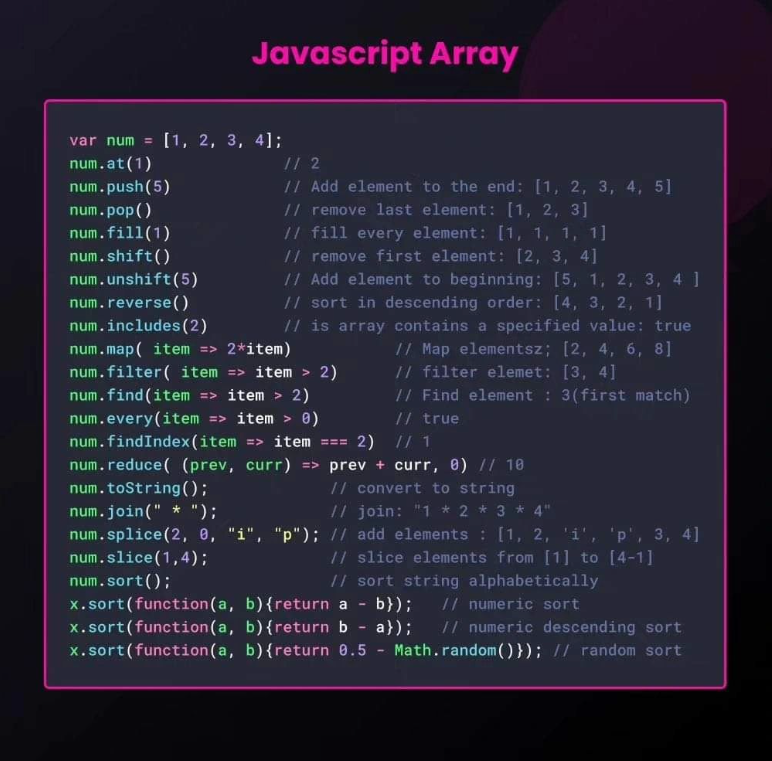 Javascript Array
var num = [1, 2, 3, 4];
num.at(1) // 2
num.push(5) // Add element to the end: [1, 2, 3, 4, 5]
num.pop() // remove last element: [1, 2, 3]
num.fill(1) // fill every element: [1, 1, 1, 1]
num.shift() // remove first element: [2, 3, 4]
num.unshift(5) // Add element to beginning: [5, 1, 2, 3, 4 ]
num.reverse() // sort in descending order: [4, 3, 2, 1]
num.includes(2) // is array contains a specified value: true
num.map( item => 2*item) // Map elementsz; [2, 4, 6, 8]
num.filter( item => item > 2) // filter elemet: [3, 4]
num.find(item => item > 2) // Find element : 3(first match)
num.every(item => item > 0) // true
num.findIndex(item => item === 2) // 1
num.reduce( (prev, curr) => prev + curr, 0) // 10
num.toString(); // convert to string
num.join(" * "); // join: "1 * 2 * 3 * 4"
num.splice(2, 0, "i", "p"); // add elements : [1, 2, 'i', 'p', 3, 4]
num.slice(1,4); // slice elements from [1] to [4-1]
num.sort(); // sort string alphabetically
x.sort(function(a, b){return a - b}); // numeric sort
x.sort(function(a, b){return b - a}); // numeric descending sort
x.sort(function(a, b){return 0.5 - Math.random()}); // random sort